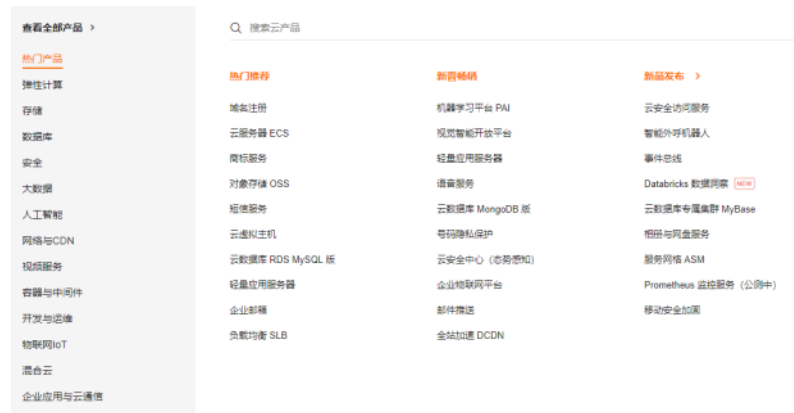 查看全部产品 >
热门产品
弹性计算
存储
数据库
安全
大数据
人工智能
网络与CDN
视频服务
容器与中间件
开发与运维
物联网IoT
混合云
企业应用与云通信
搜索云产品
热门推荐
域名注册
云服务器 ECS
商标服务
对象存储 OSS
短信服务
云虚拟主机
云数据库 RDS MySQL 版
轻量应用服务器
企业邮箱
负载均衡 SLB
新晋畅销
机器学习平台 PAI
视觉智能开放平台
轻量应用服务器
语音服务
云数据库 MongoDB 版
号码隐私保护
云安全中心（态势感知）
企业物联网平台
邮件推送
全站加速 DCDN
新品发布 >
云安全访问服务
智能外呼机器人
事件总线
Databricks 数据洞察 NEW
云数据库专属集群 MyBase
相册与网盘服务
服务网格 ASM
Prometheus 监控服务（公测中）
移动安全加固